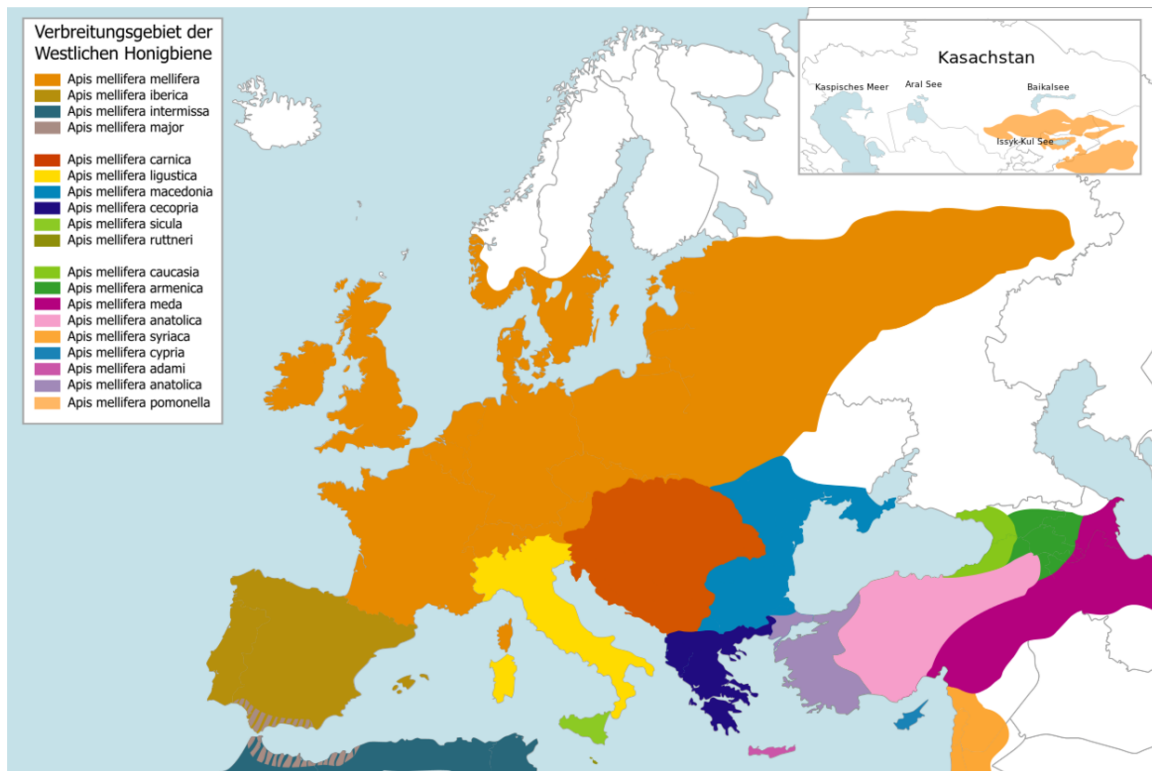 Verbreitungsgebiet der
Westlichen Honigbiene
Apis mellifera mellifera
Apis mellifera iberica
Apis mellifera intermissa
Apis mellifera major
Apis mellifera carnica
Apis mellifera ligustica
Apis mellifera macedonia
Apis mellifera cecopria
Apis mellifera sicula
Apis mellifera ruttneri
Apis mellifera caucasia
Apis mellifera armenica
Apis mellifera meda
Apis mellifera anatolica
Apis mellifera syriaca
Apis mellifera cypria
Apis mellifera adami
Apis mellifera anatolica
Apis mellifera pomonella
Kasachstan
Kaspisches Meer
Aral See
Baikalsee
Issyk-Kul See